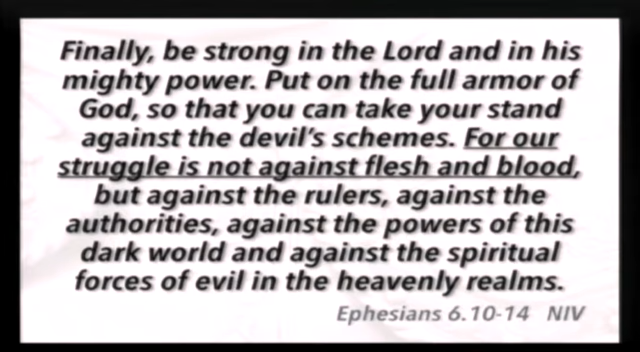 Finally, be strong in the Lord and in his
mighty power. Put on the full armor of
God, so that you can take your stand
against the devil's schemes. For our
struggle is not against flesh and blood,
but against the rulers, against the
authorities, against the powers of this
dark world and against the spiritual
forces of evil in the heavenly realms.
Ephesians 6.10-14 NIV